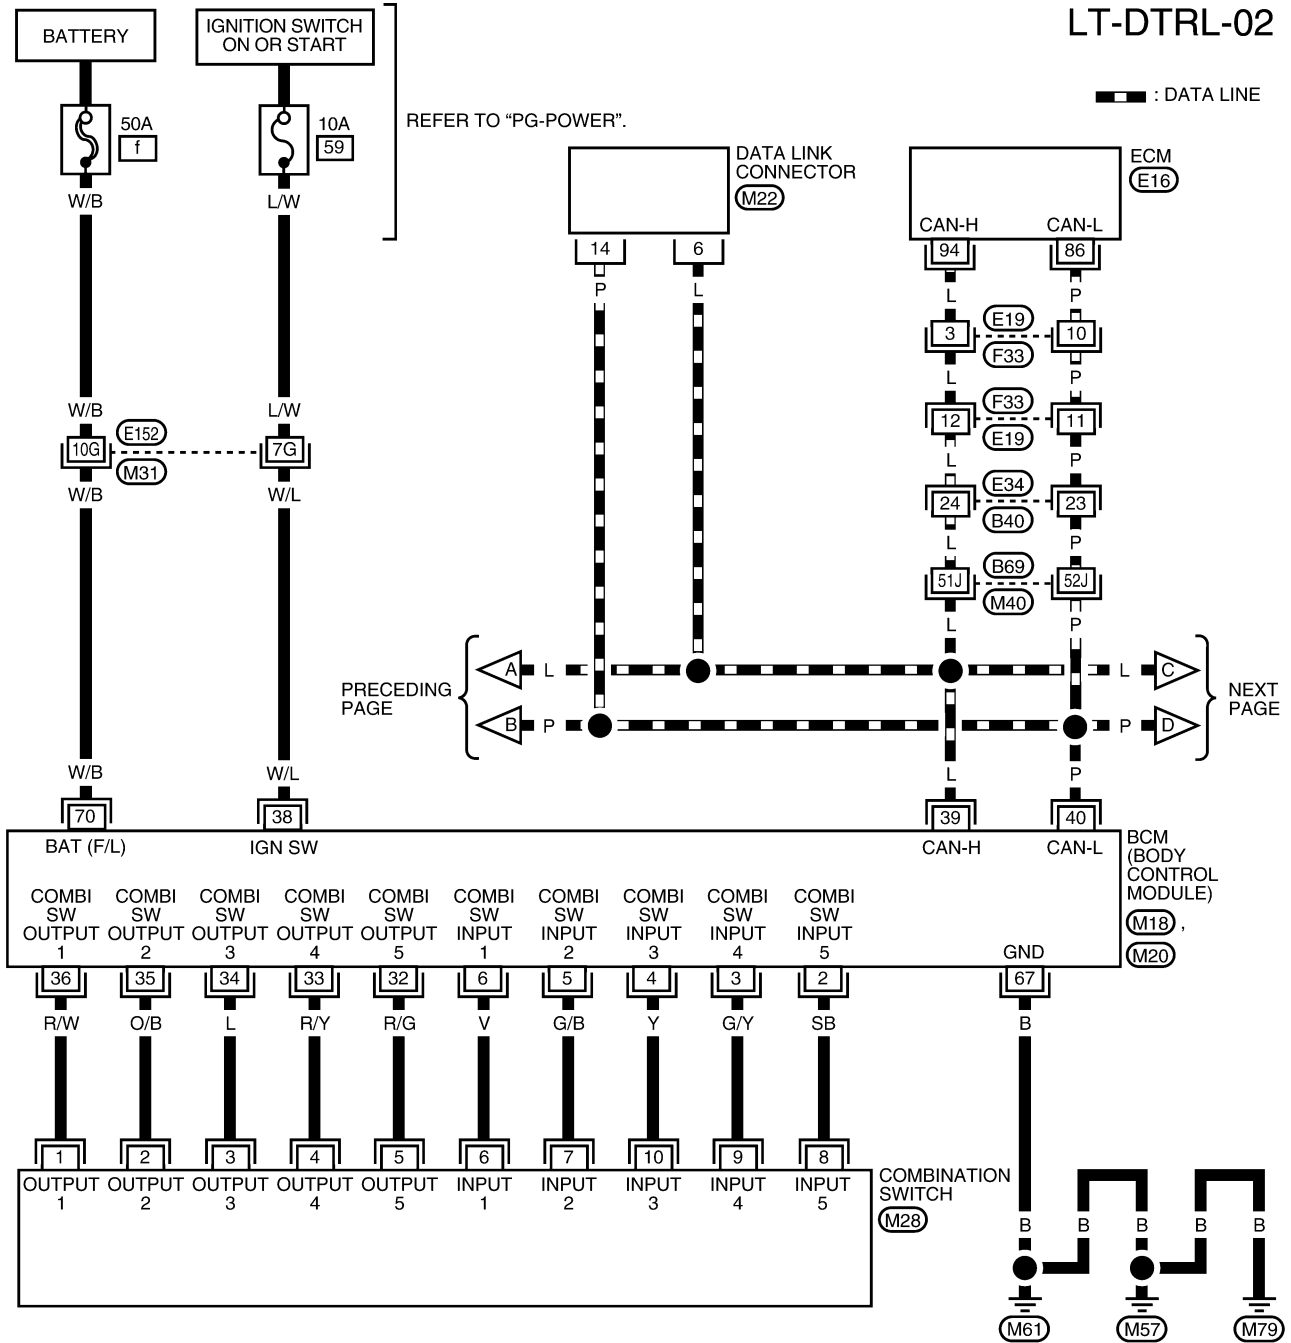 LT-DTRL-02
BATTERY
IGNITION SWITCH
ON OR START
: DATA LINE
50A
f
10A
59
REFER TO “PG-POWER”.
DATA LINK
CONNECTOR
M22
ECM
E16
W/B
L/W
CAN-H
CAN-L
14
6
94
86
P
L
L
P
3
E19
10
F33
L
P
W/B
L/W
12
F33
11
E19
10G
E152
7G
M31
L
P
W/B
W/L
24
E34
23
B40
L
P
51J
B69
52J
M40
L
P
PRECEDING
PAGE
A
L
L
C
B
P
P
D
NEXT
PAGE
W/B
W/L
L
P
70
38
39
40
BAT (F/L)
IGN SW
CAN-H
CAN-L
BCM
(BODY
CONTROL
MODULE)
M18 ,
M20
COMBI
SW
OUTPUT
1
COMBI
SW
OUTPUT
2
COMBI
SW
OUTPUT
3
COMBI
SW
OUTPUT
4
COMBI
SW
OUTPUT
5
COMBI
SW
INPUT
1
COMBI
SW
INPUT
2
COMBI
SW
INPUT
3
COMBI
SW
INPUT
4
COMBI
SW
INPUT
5
GND
36
35
34
33
32
6
5
4
3
2
67
R/W
O/B
L
R/Y
R/G
V
G/B
Y
G/Y
SB
B
1
2
3
4
5
6
7
10
9
8
OUTPUT
1
OUTPUT
2
OUTPUT
3
OUTPUT
4
OUTPUT
5
INPUT
1
INPUT
2
INPUT
3
INPUT
4
INPUT
5
COMBINATION
SWITCH
M28
B
B
B
B
B
M61
M57
M79